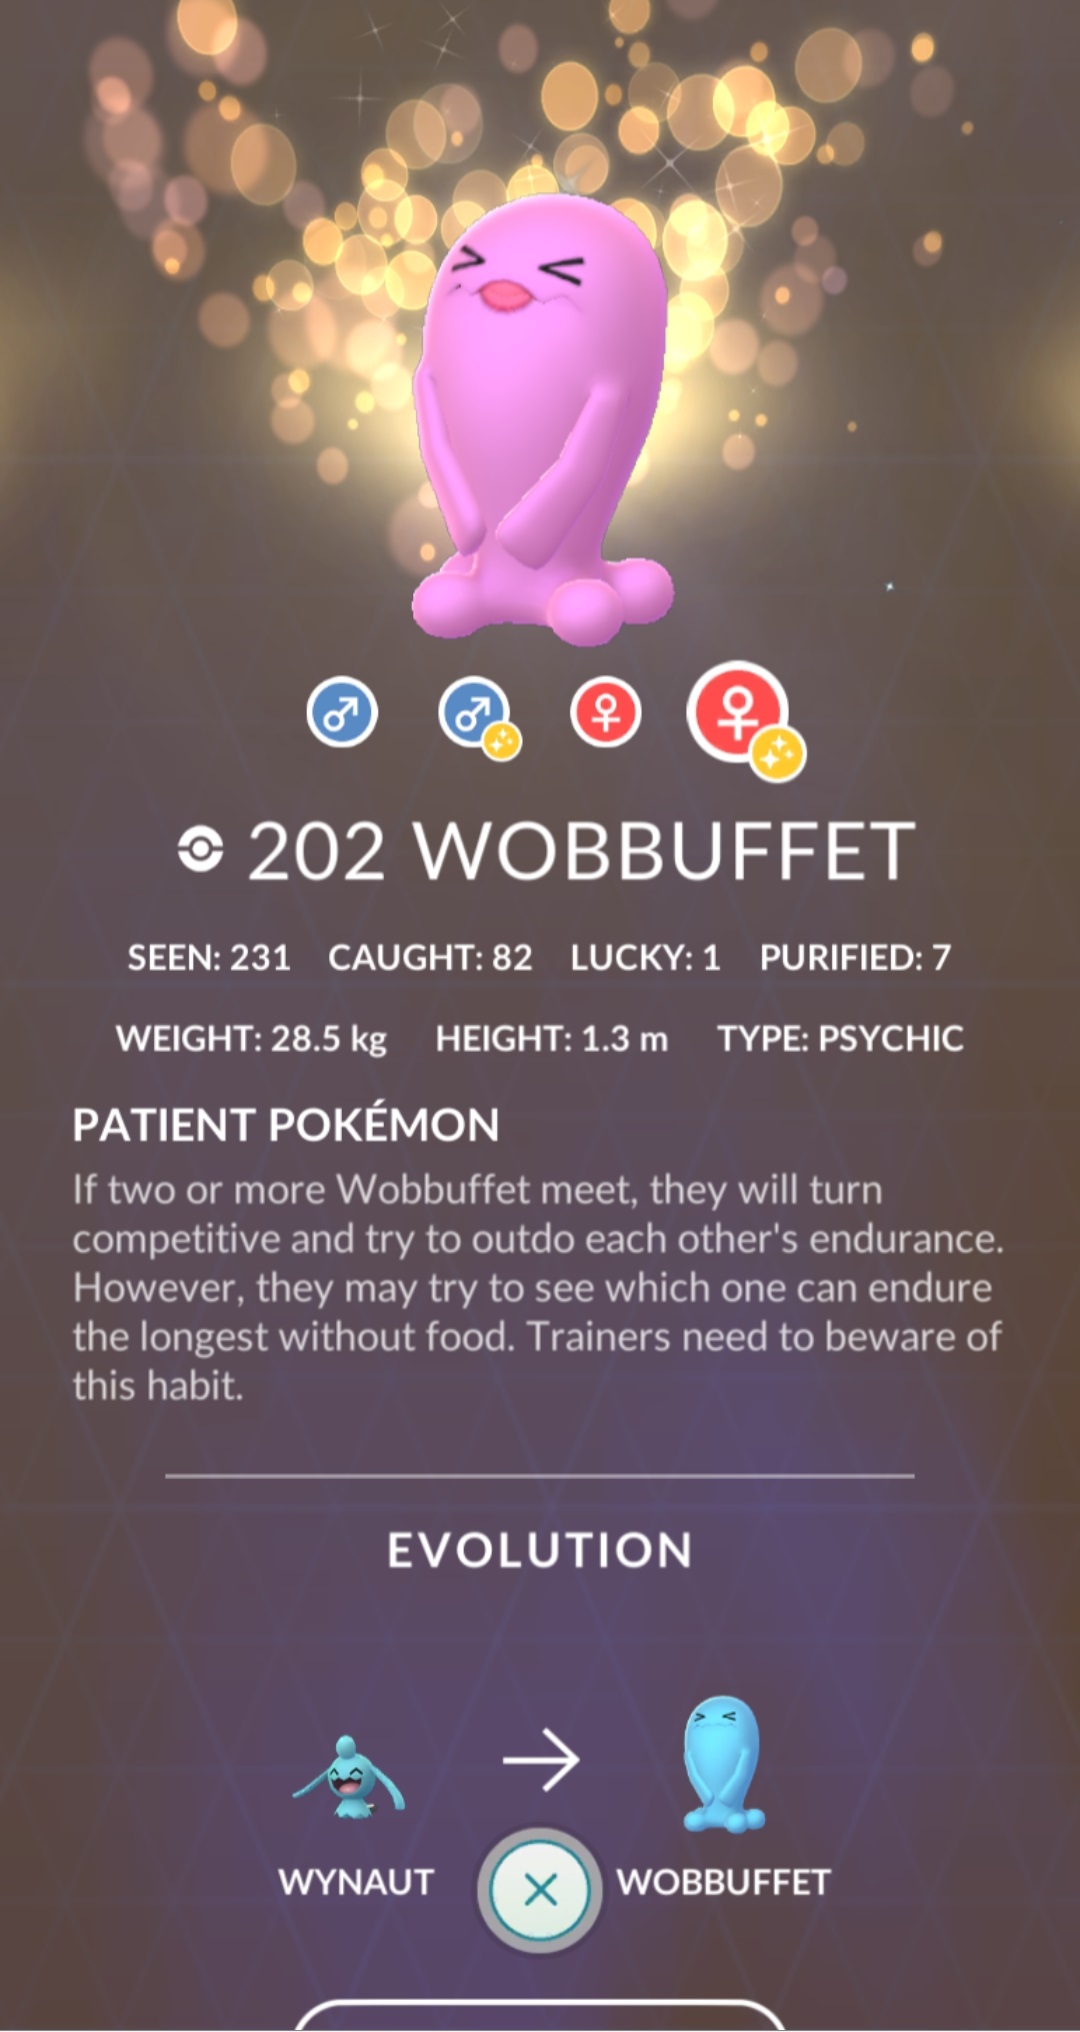 202 WOBBUFFET
SEEN: 231 CAUGHT: 82 LUCKY: 1 PURIFIED: 7
WEIGHT: 28.5 kg HEIGHT: 1.3 m TYPE: PSYCHIC
PATIENT POKÉMON
If two or more Wobbuffet meet, they will turn
competitive and try to outdo each other's endurance.
However, they may try to see which one can endure
the longest without food. Trainers need to beware of
this habit.
EVOLUTION
WYNAUT WOBBUFFET